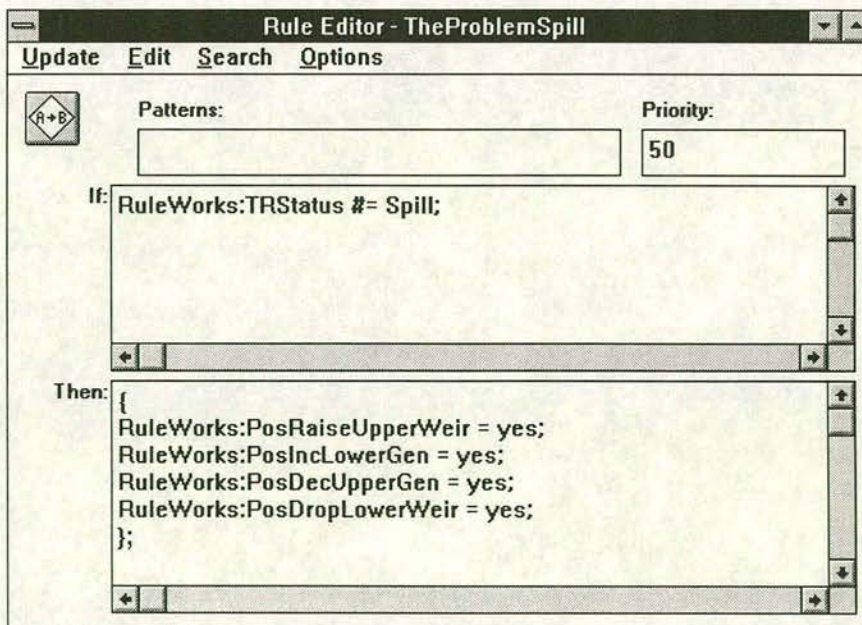 Rule Editor - TheProblemSpill
Update Edit Search Options
A→B
Patterns:
Priority:
50
If:
RuleWorks:TRStatus #= Spill;
Then:
{
RuleWorks:PosRaiseUpperWeir = yes;
RuleWorks:PosIncLowerGen = yes;
RuleWorks:PosDecUpperGen = yes;
RuleWorks:PosDropLowerWeir = yes;
};